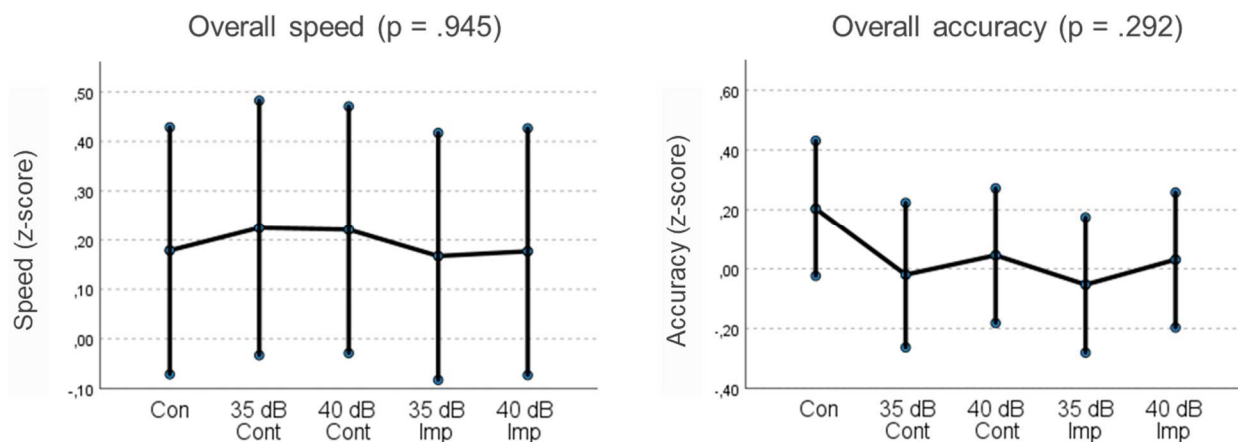 Overall speed (p = .945)
Speed (z-score)
,50
,40
,30
,20
,10
,00
-,10
Con
35 dB
Cont
40 dB
Cont
35 dB
Imp
40 dB
Imp
Overall accuracy (p = .292)
Accuracy (z-score)
,60
,40
,20
,00
-,20
-,40
Con
35 dB
Cont
40 dB
Cont
35 dB
Imp
40 dB
Imp